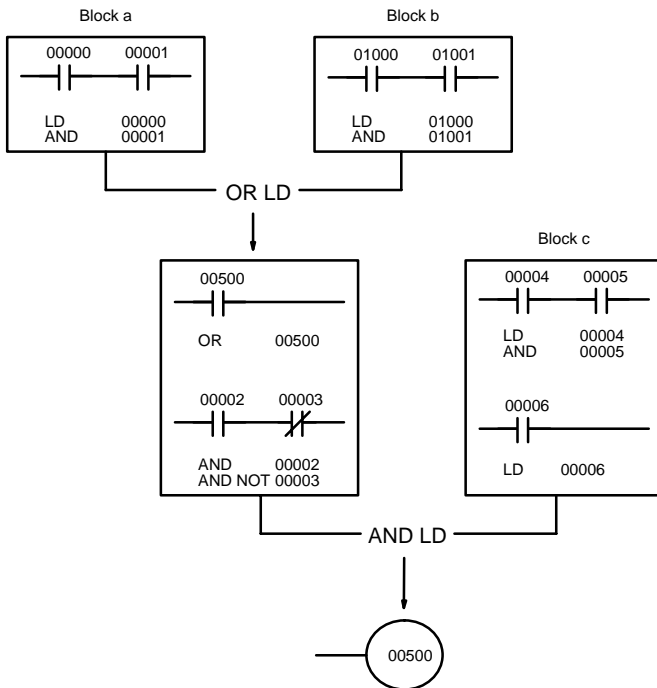 Block a
00000 00001
LD 00000
AND 00001
Block b
01000 01001
LD 01000
AND 01001
OR LD
00500
OR 00500
00002 00003
AND 00002
AND NOT 00003
Block c
00004 00005
LD 00004
AND 00005
00006
LD 00006
AND LD
00500